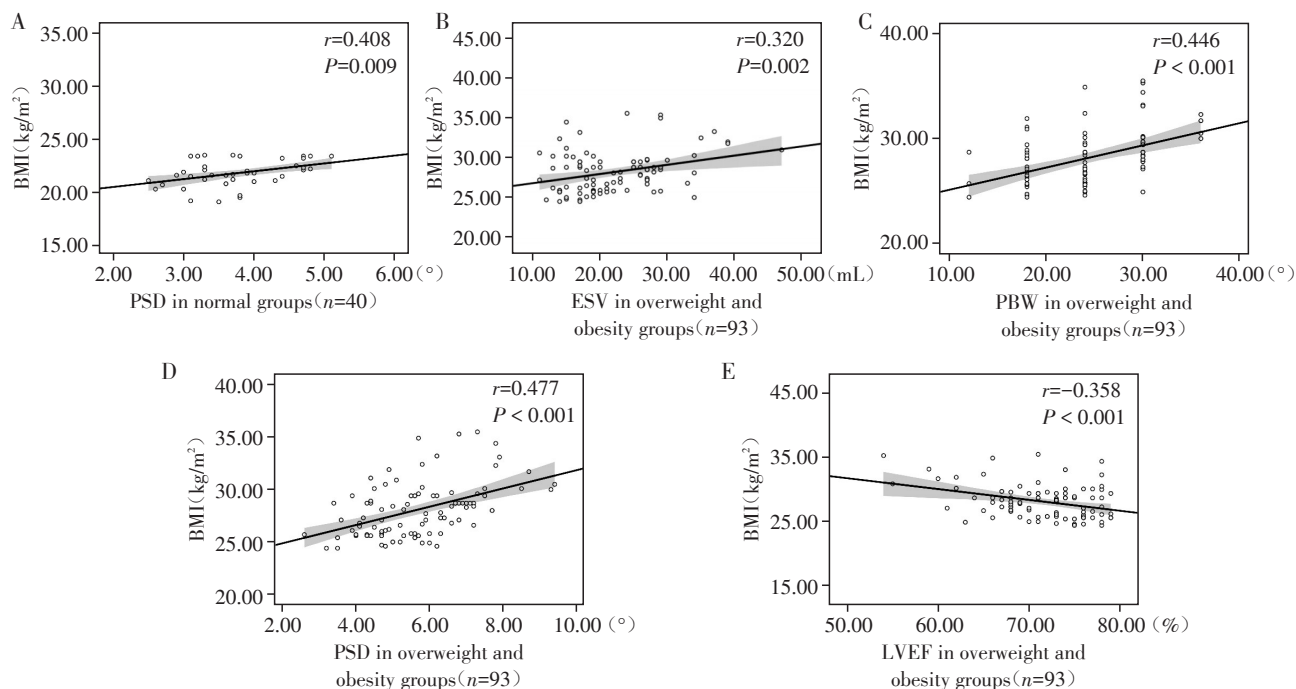 A
35.00
30.00
25.00
20.00
15.00
BMI(kg/m²)
r=0.408
P=0.009
2.00 3.00 4.00 5.00 6.00(°)
PSD in normal groups(n=40)
B
45.00
40.00
35.00
30.00
25.00
20.00
BMI(kg/m²)
r=0.320
P=0.002
10.00 20.00 30.00 40.00 50.00(mL)
ESV in overweight and
obesity groups(n=93)
C
40.00
30.00
20.00
BMI(kg/m²)
r=0.446
P < 0.001
10.00 20.00 30.00 40.00(°)
PBW in overweight and
obesity groups(n=93)
D
40.00
35.00
30.00
25.00
20.00
BMI(kg/m²)
r=0.477
P < 0.001
2.00 4.00 6.00 8.00 10.00(°)
PSD in overweight and
obesity groups(n=93)
E
45.00
35.00
25.00
15.00
BMI(kg/m²)
r=−0.358
P < 0.001
50.00 60.00 70.00 80.00(%)
LVEF in overweight and
obesity groups(n=93)